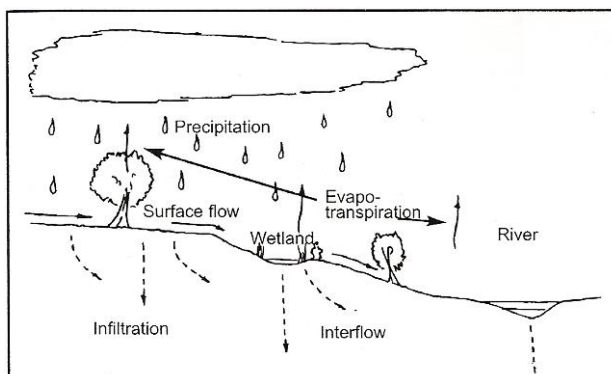 Precipitation
Evapo-
transpiration
Surface flow
Wetland
River
Infiltration
Interflow